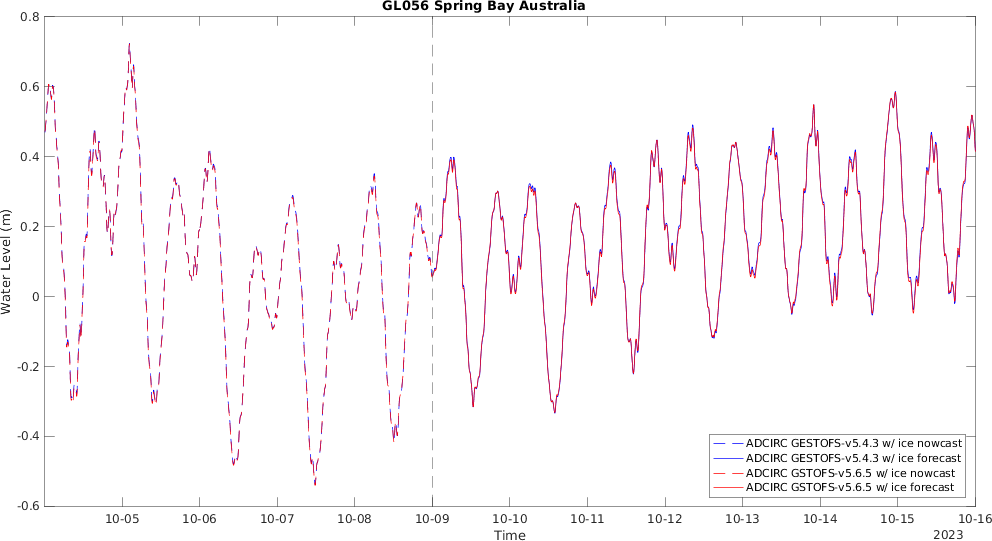 GL056 Spring Bay Australia
0.8
0.6
0.4
0.2
0
-0.2
-0.4
-0.6
Water Level (m)
ADCIRC GESTOFS-v5.4.3 w/ ice nowcast
ADCIRC GESTOFS-v5.4.3 w/ ice forecast
ADCIRC GSTOFS-v5.6.5 w/ ice nowcast
ADCIRC GSTOFS-v5.6.5 w/ ice forecast
10-05 10-06 10-07 10-08 10-09 10-10 10-11 10-12 10-13 10-14 10-15 10-16
Time
2023